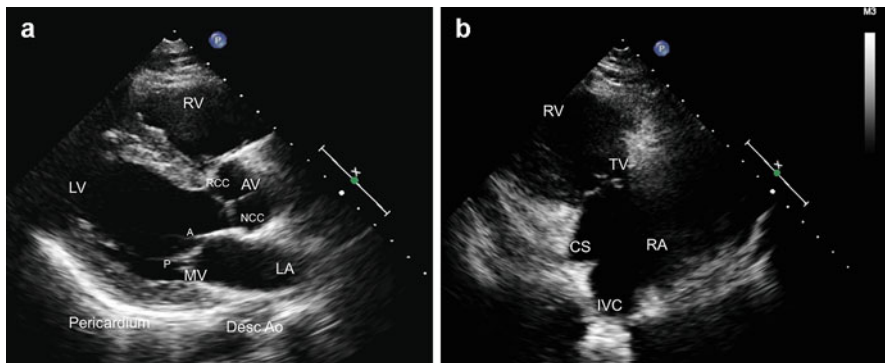 a
P
RV
LV
RCC AV
NCC
A
P
MV
LA
Pericardium
Desc Ao
b
P
M3
RV
TV
CS
RA
IVC